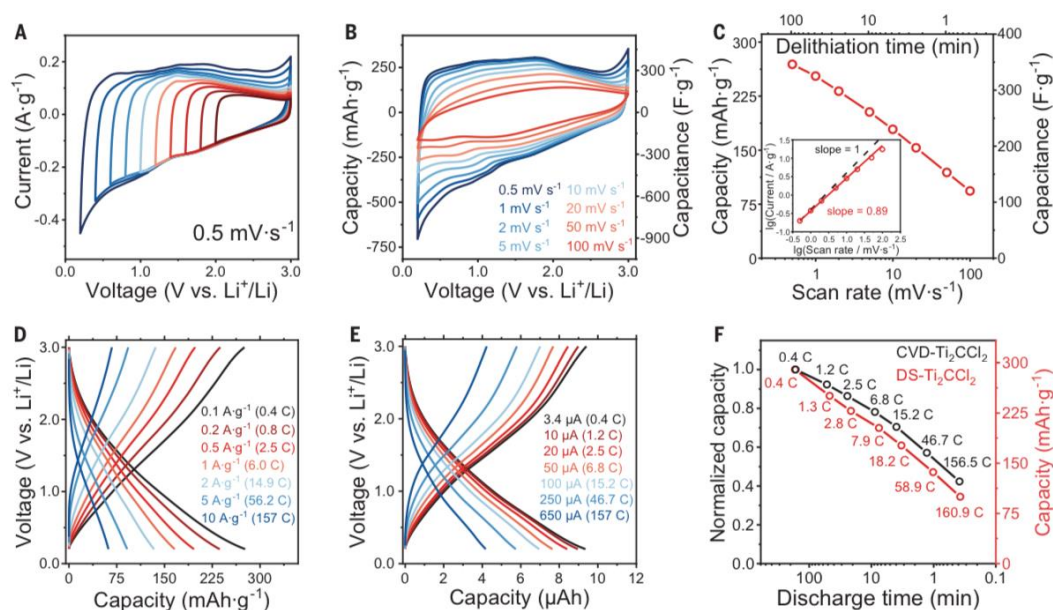 A
Current (A·g⁻¹)
0.2
0.0
-0.2
-0.4
0.5 mV·s⁻¹
0.0 1.0 2.0 3.0
Voltage (V vs. Li⁺/Li)
B
Capacity (mAh·g⁻¹)
250
0
-250
-500
-750
Capacitance (F·g⁻¹)
300
0
-300
-600
-900
0.5 mV s⁻¹ 10 mV s⁻¹
1 mV s⁻¹ 20 mV s⁻¹
2 mV s⁻¹ 50 mV s⁻¹
5 mV s⁻¹ 100 mV s⁻¹
0.0 1.0 2.0 3.0
Voltage (V vs. Li⁺/Li)
C
100 10 1
Delithiation time (min)
Capacity (mAh·g⁻¹)
300
225
150
75
0
Capacitance (F·g⁻¹)
400
300
200
100
0
lg(Current / A·g⁻¹)
1.5
1.0
0.5
0.0
-0.5
-1.0
slope = 1
slope = 0.89
-0.5 0.0 0.5 1.0 1.5 2.0 2.5
lg(Scan rate / mV·s⁻¹)
1 10 100
Scan rate (mV·s⁻¹)
D
Voltage (V vs. Li⁺/Li)
3.0
2.0
1.0
0.0
0.1 A·g⁻¹ (0.4 C)
0.2 A·g⁻¹ (0.8 C)
0.5 A·g⁻¹ (2.5 C)
1 A·g⁻¹ (6.0 C)
2 A·g⁻¹ (14.9 C)
5 A·g⁻¹ (56.2 C)
10 A·g⁻¹ (157 C)
0 75 150 225 300
Capacity (mAh·g⁻¹)
E
Voltage (V vs. Li⁺/Li)
3.0
2.0
1.0
0.0
3.4 µA (0.4 C)
10 µA (1.2 C)
20 µA (2.5 C)
50 µA (6.8 C)
100 µA (15.2 C)
250 µA (46.7 C)
650 µA (157 C)
0 2 4 6 8 10 12
Capacity (µAh)
F
Normalized capacity
1.0
0.8
0.6
0.4
0.2
0.0
Capacity (mAh·g⁻¹)
300
225
150
75
0
CVD-Ti₂CCl₂
DS-Ti₂CCl₂
0.4 C
1.2 C
2.5 C
6.8 C
15.2 C
46.7 C
156.5 C
0.4 C
1.3 C
2.8 C
7.9 C
18.2 C
58.9 C
160.9 C
100 10 1 0.1
Discharge time (min)